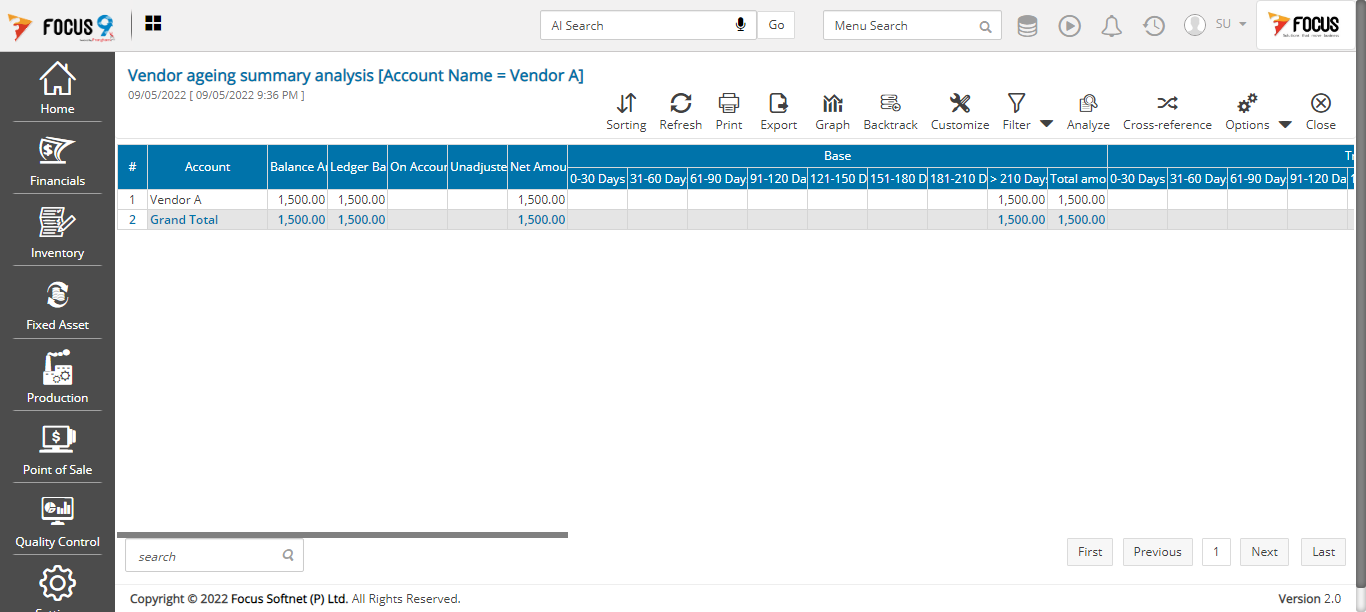 FOCUS 9
AI Search
Go
Menu Search
SU
FOCUS
Home
Financials
Inventory
Fixed Asset
Production
Point of Sale
Quality Control
Vendor ageing summary analysis [Account Name = Vendor A]
09/05/2022 [ 09/05/2022 9:36 PM ]
Sorting Refresh Print Export Graph Backtrack Customize Filter Analyze Cross-reference Options Close
# Account Balance A Ledger Ba On Accour Unadjuste Net Amou Base
0-30 Days 31-60 Day 61-90 Day 91-120 Da 121-150 D 151-180 D 181-210 D > 210 Days Total amo 0-30 Days 31-60 Day 61-90 Day 91-120 Da
1 Vendor A 1,500.00 1,500.00 1,500.00 1,500.00 1,500.00
2 Grand Total 1,500.00 1,500.00 1,500.00 1,500.00 1,500.00
search
First Previous 1 Next Last
Copyright © 2022 Focus Softnet (P) Ltd. All Rights Reserved.
Version 2.0